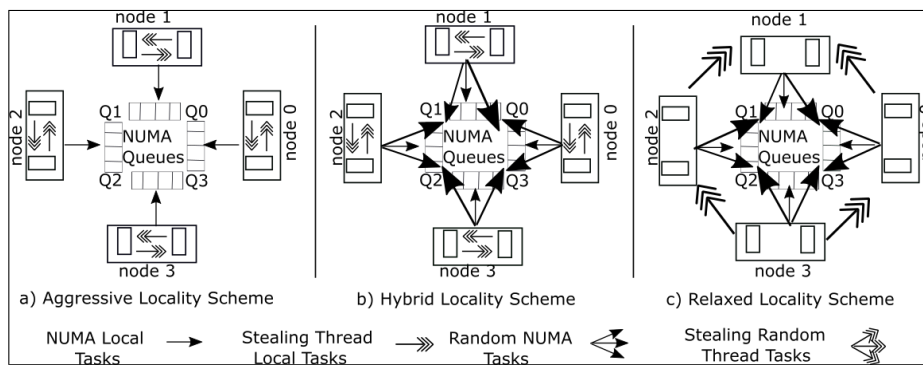 node 1
node 2
Q1
Q0
NUMA
Queues
Q2
Q3
node 0
node 3
a) Aggressive Locality Scheme
node 1
node 2
Q1
Q0
NUMA
Queues
Q2
Q3
node 0
node 3
b) Hybrid Locality Scheme
node 1
node 2
Q1
Q0
NUMA
Queues
Q2
Q3
node 0
node 3
c) Relaxed Locality Scheme
NUMA Local
Tasks
Stealing Thread
Local Tasks
Random NUMA
Tasks
Stealing Random
Thread Tasks